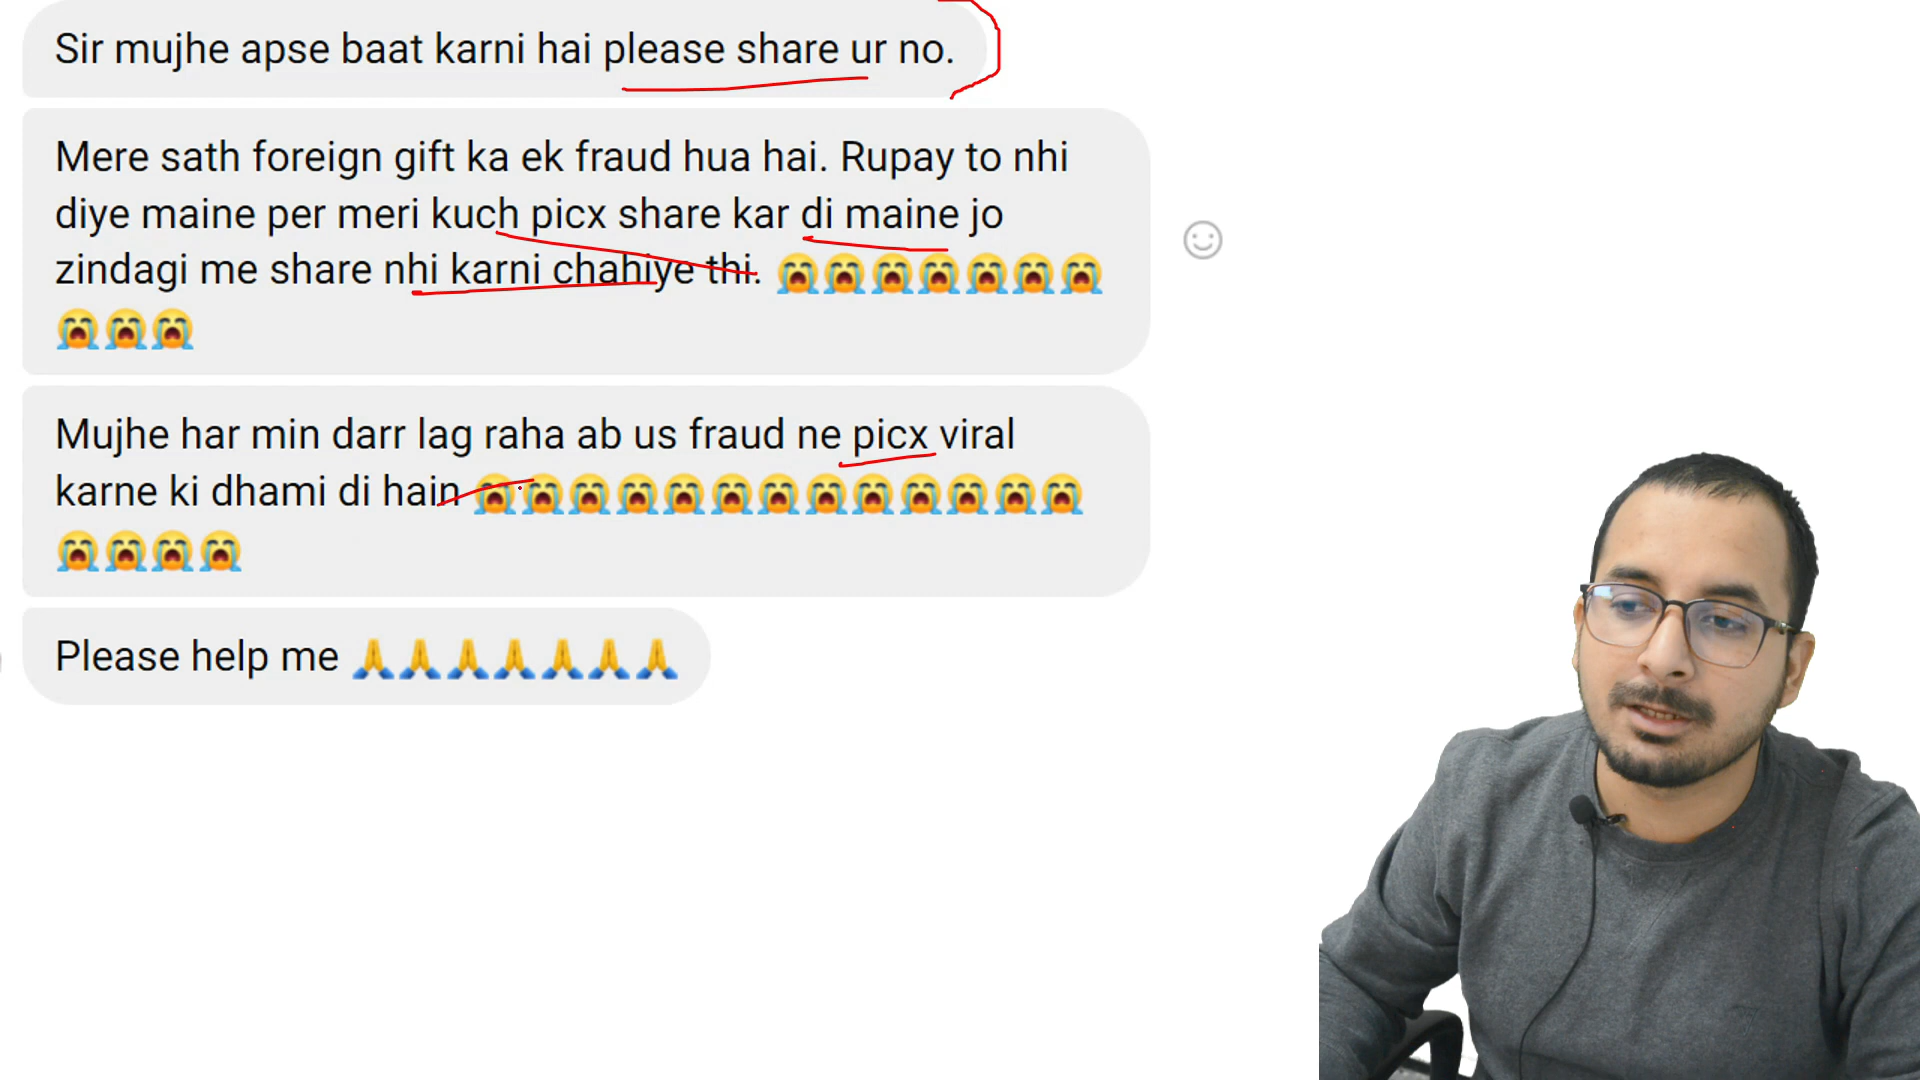 Sir mujhe apse baat karni hai please share ur no.
Mere sath foreign gift ka ek fraud hua hai. Rupay to nhi
diye maine per meri kuch picx share kar di maine jo
zindagi me share nhi karni chahiye thi. 😭😭😭😭😭😭😭
😭😭😭
Mujhe har min darr lag raha ab us fraud ne picx viral
karne ki dhami di hain 😭😭😭😭😭😭😭😭😭😭😭😭😭
😭😭😭😭
Please help me 🙏🙏🙏🙏🙏🙏🙏